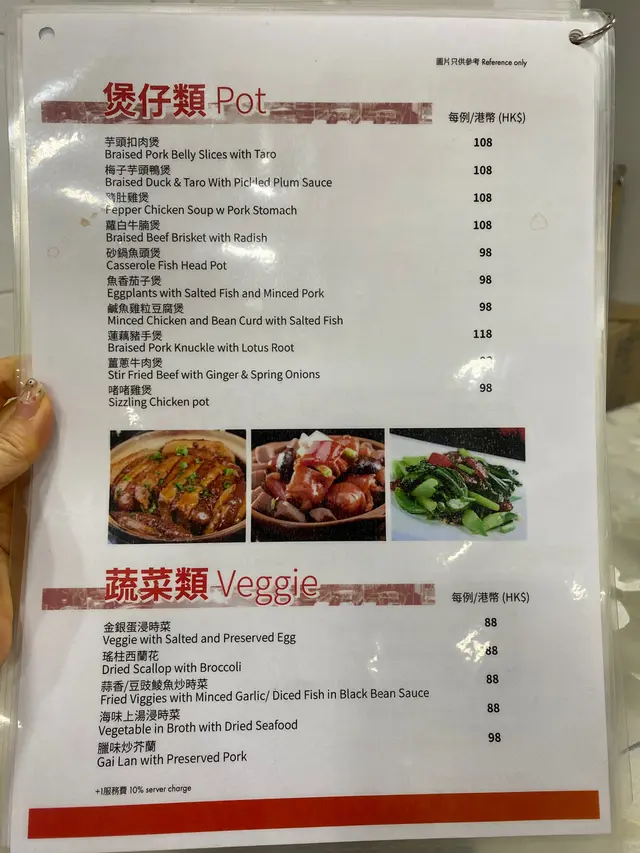 圖片只供參考 Reference only
煲仔類 Pot
每例/港幣 (HK$)
芋頭扣肉煲
Braised Pork Belly Slices with Taro 108
梅子芋頭鴨煲
Braised Duck & Taro With Pickled Plum Sauce 108
豬肚雞煲
Pepper Chicken Soup w Pork Stomach 108
蘿白牛腩煲
Braised Beef Brisket with Radish 108
砂鍋魚頭煲
Casserole Fish Head Pot 98
魚香茄子煲
Eggplants with Salted Fish and Minced Pork 98
鹹魚雞粒豆腐煲
Minced Chicken and Bean Curd with Salted Fish 98
蓮藕豬手煲
Braised Pork Knuckle with Lotus Root 118
薑蔥牛肉煲
Stir Fried Beef with Ginger & Spring Onions
啫啫雞煲
Sizzling Chicken pot 98
蔬菜類 Veggie
每例/港幣 (HK$)
金銀蛋浸時菜
Veggie with Salted and Preserved Egg 88
瑤柱西蘭花
Dried Scallop with Broccoli 88
蒜香/豆豉鯪魚炒時菜
Fried Viggies with Minced Garlic/ Diced Fish in Black Bean Sauce 88
海味上湯浸時菜
Vegetable in Broth with Dried Seafood 88
臘味炒芥蘭
Gai Lan with Preserved Pork 98
+1服務費 10% server charge